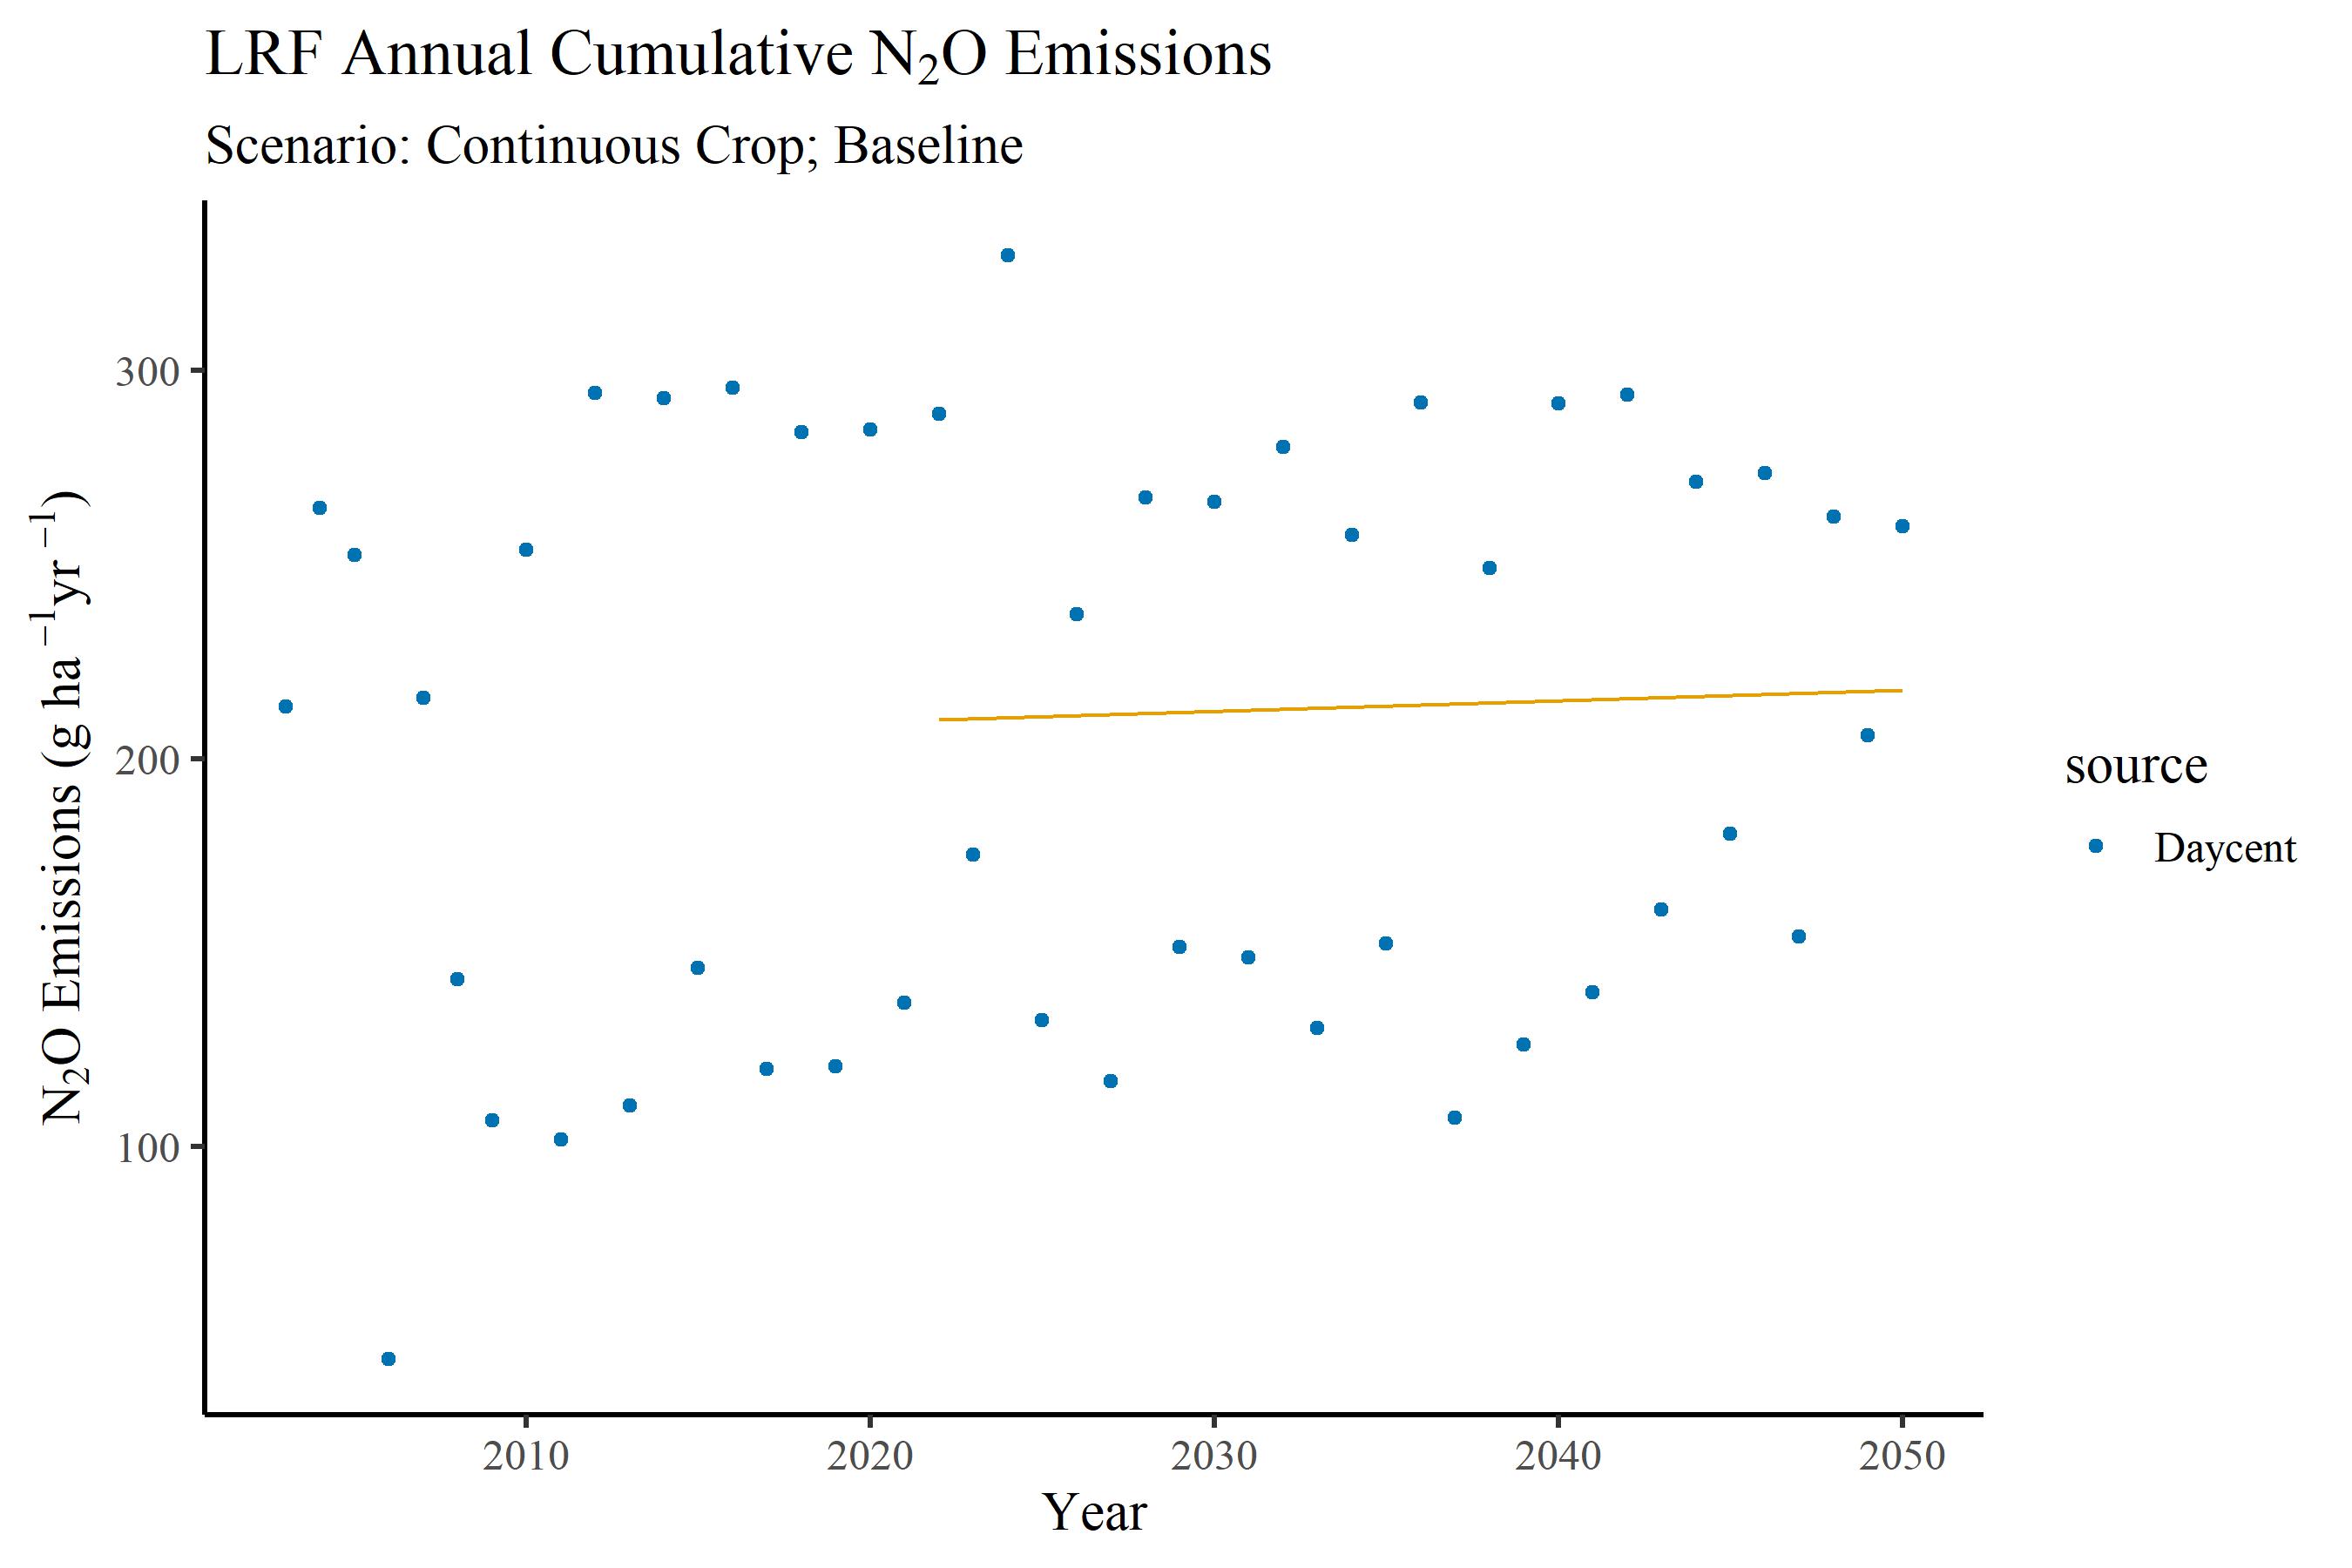 LRF Annual Cumulative N₂O Emissions
Scenario: Continuous Crop; Baseline
N₂O Emissions (g ha ⁻¹yr ⁻¹)
300
200
100
2010
2020
2030
2040
2050
Year
source
Daycent